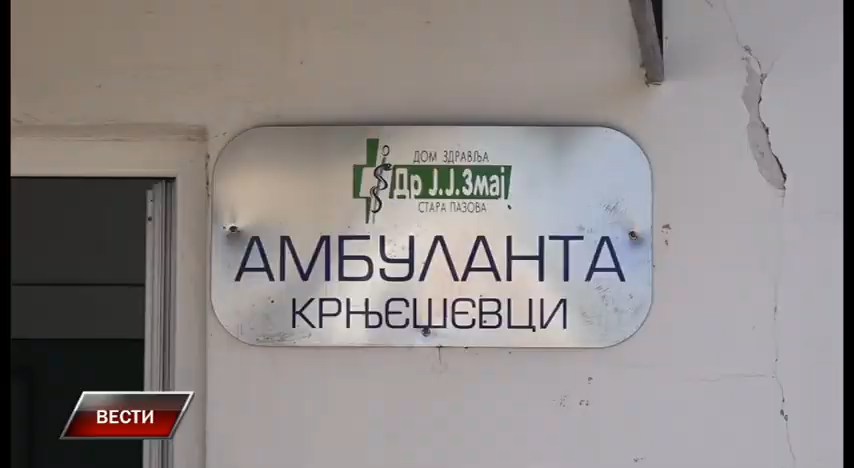 ДОМ ЗДРАВЉА
Др Ј.Ј.Змај
СТАРА ПАЗОВА
АМБУЛАНТА
КРЊЕШЕВЦИ
ВЕСТИ